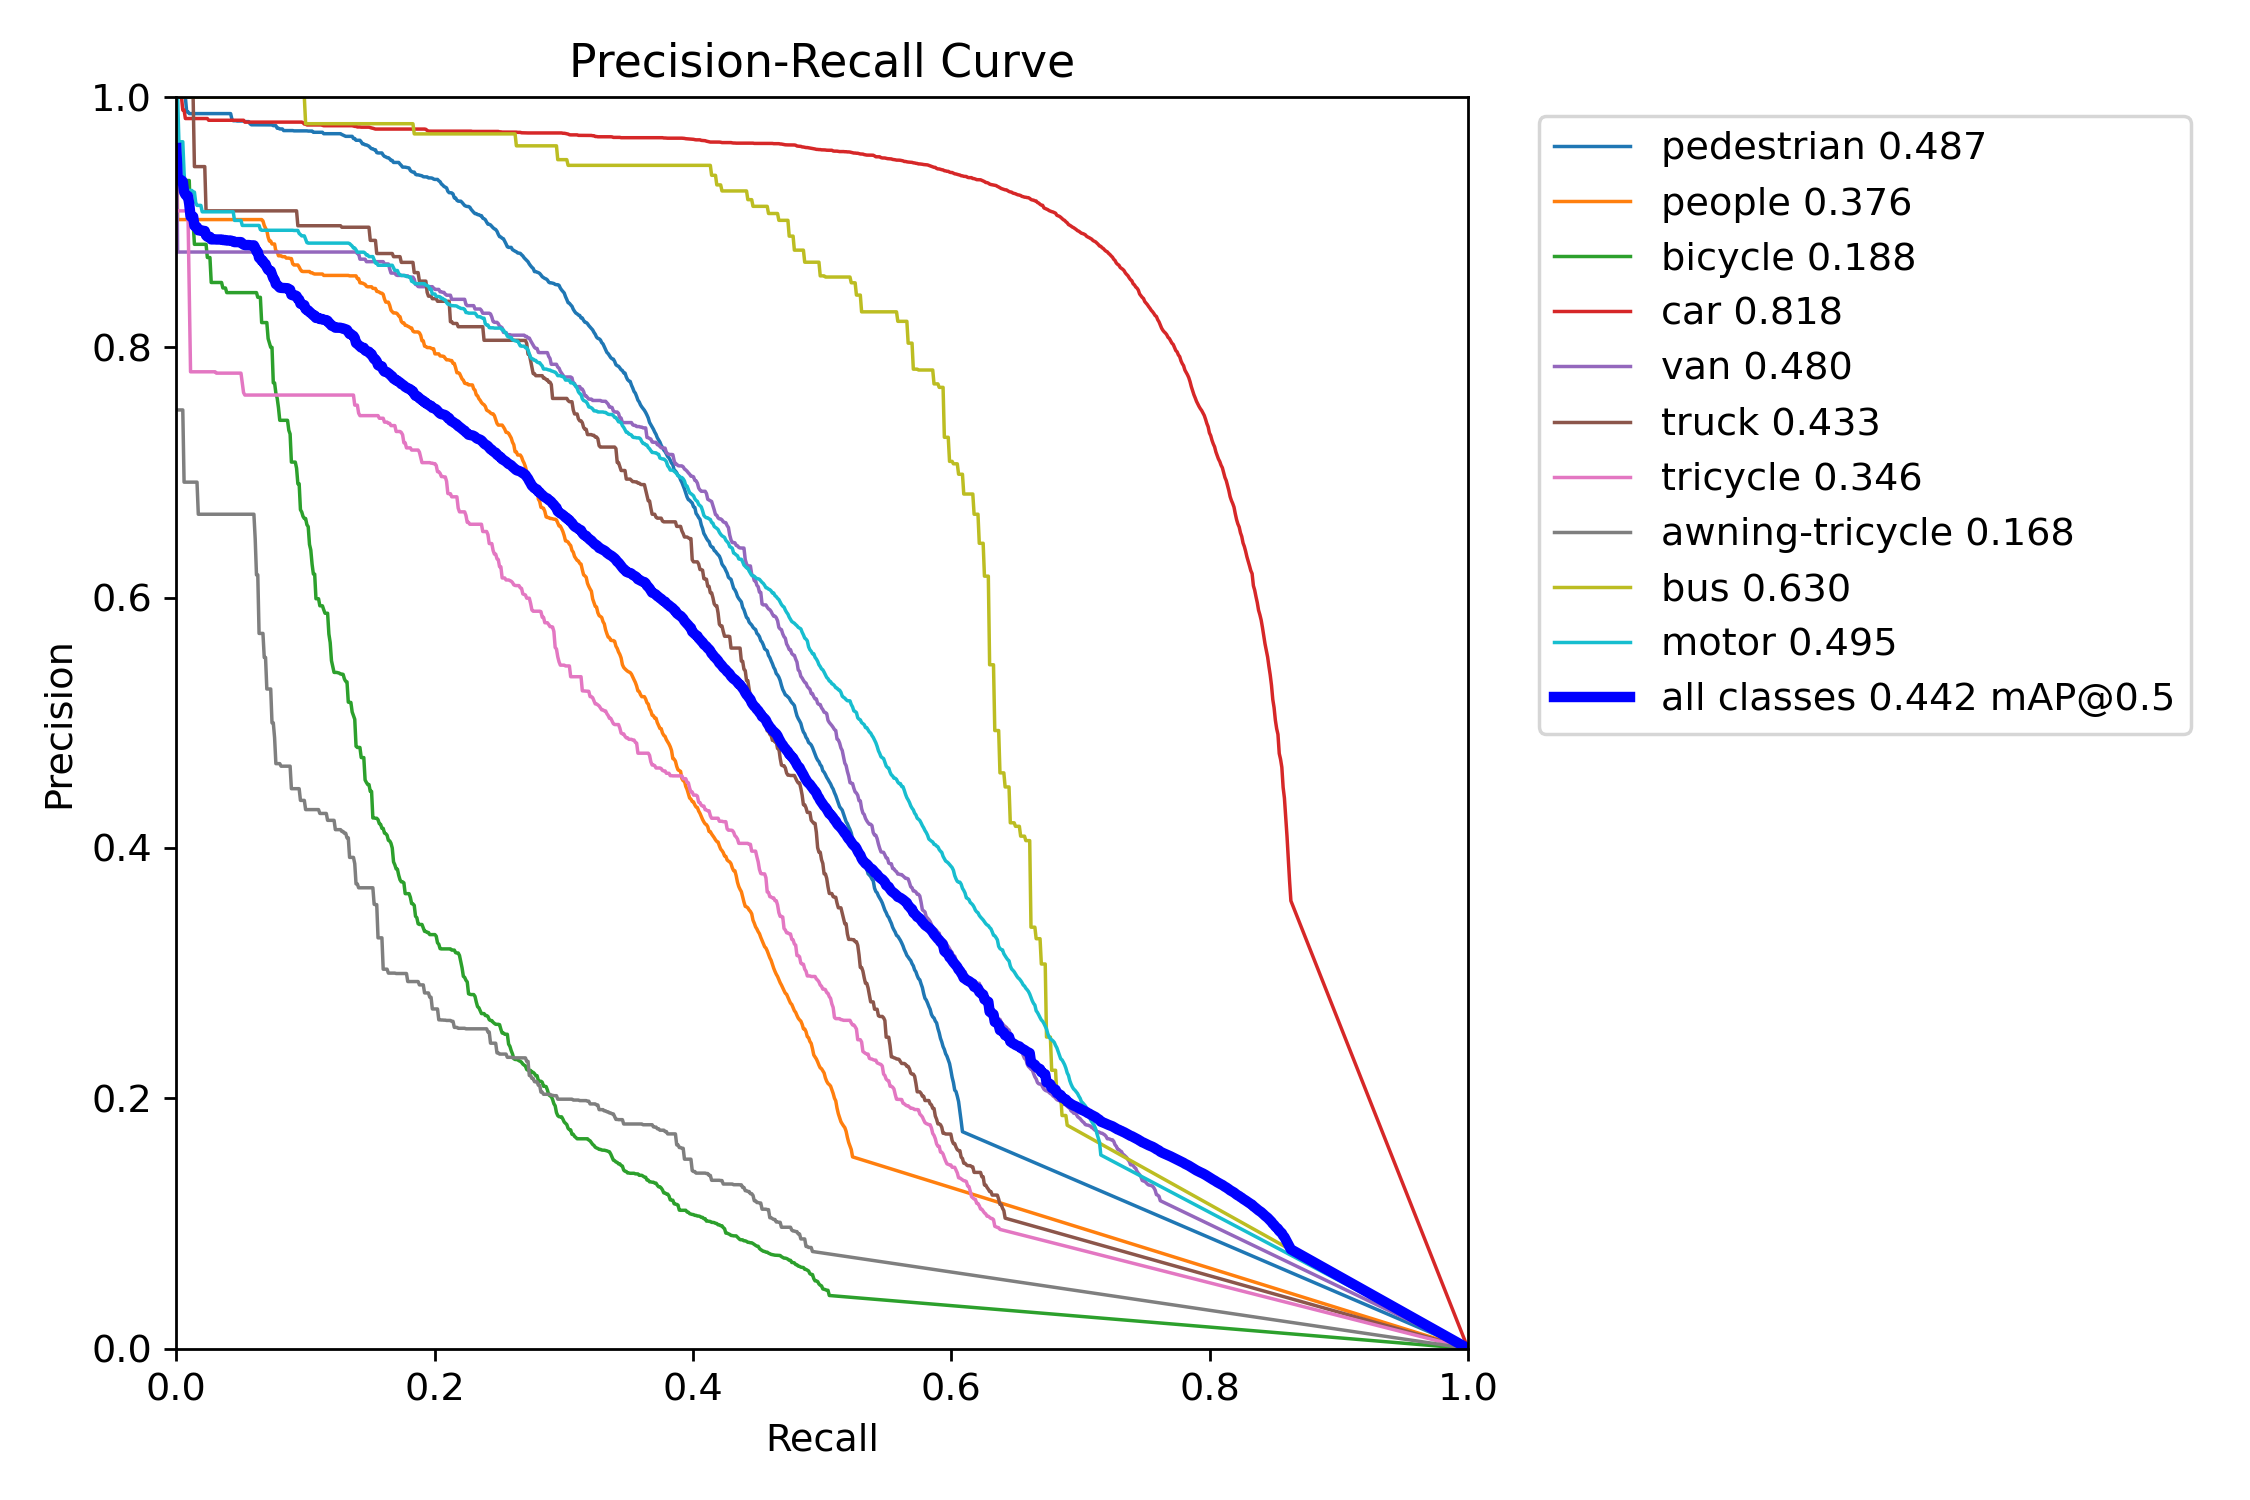 Precision-Recall Curve
1.0
0.8
0.6
0.4
0.2
0.0
Precision
0.0
0.2
0.4
0.6
0.8
1.0
Recall
pedestrian 0.487
people 0.376
bicycle 0.188
car 0.818
van 0.480
truck 0.433
tricycle 0.346
awning-tricycle 0.168
bus 0.630
motor 0.495
all classes 0.442 mAP@0.5